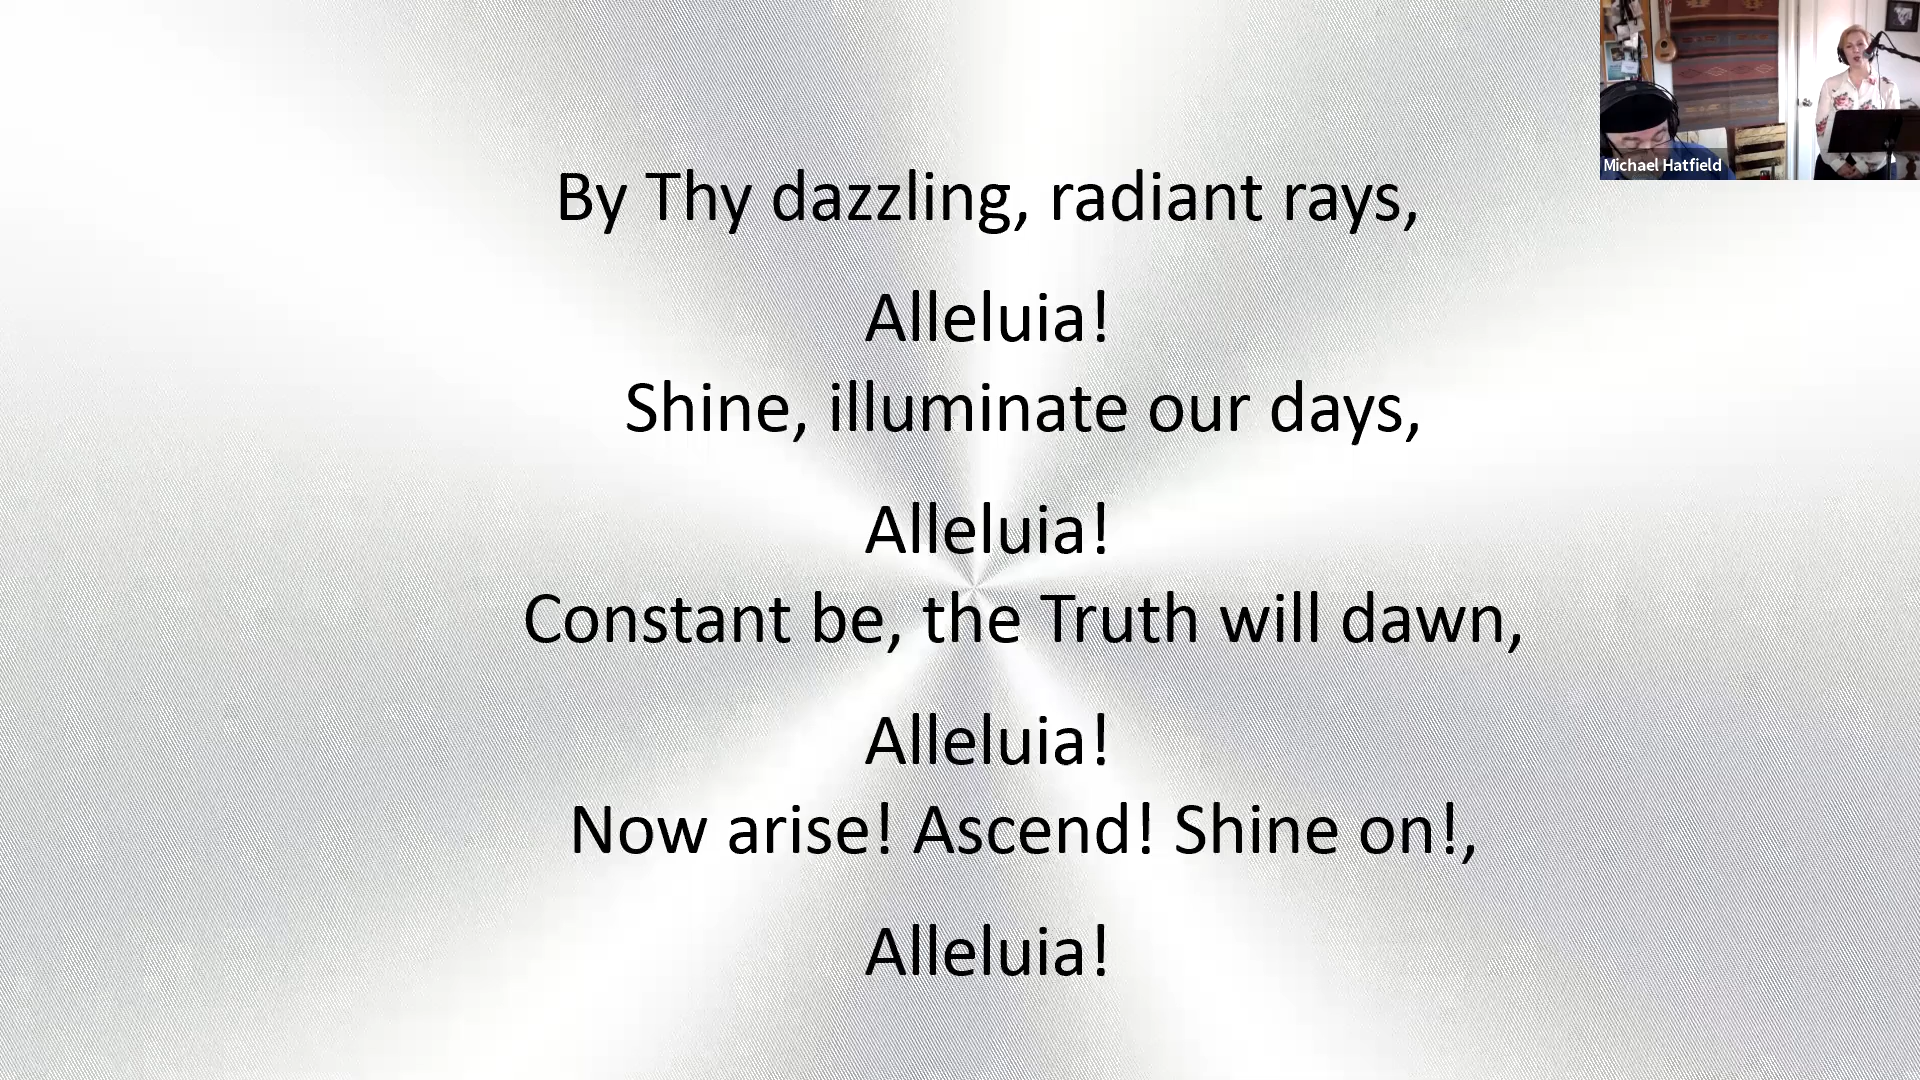 By Thy dazzling, radiant rays,
Alleluia!
Shine, illuminate our days,
Alleluia!
Constant be, the Truth will dawn,
Alleluia!
Now arise! Ascend! Shine on!,
Alleluia!
Michael Hatfield